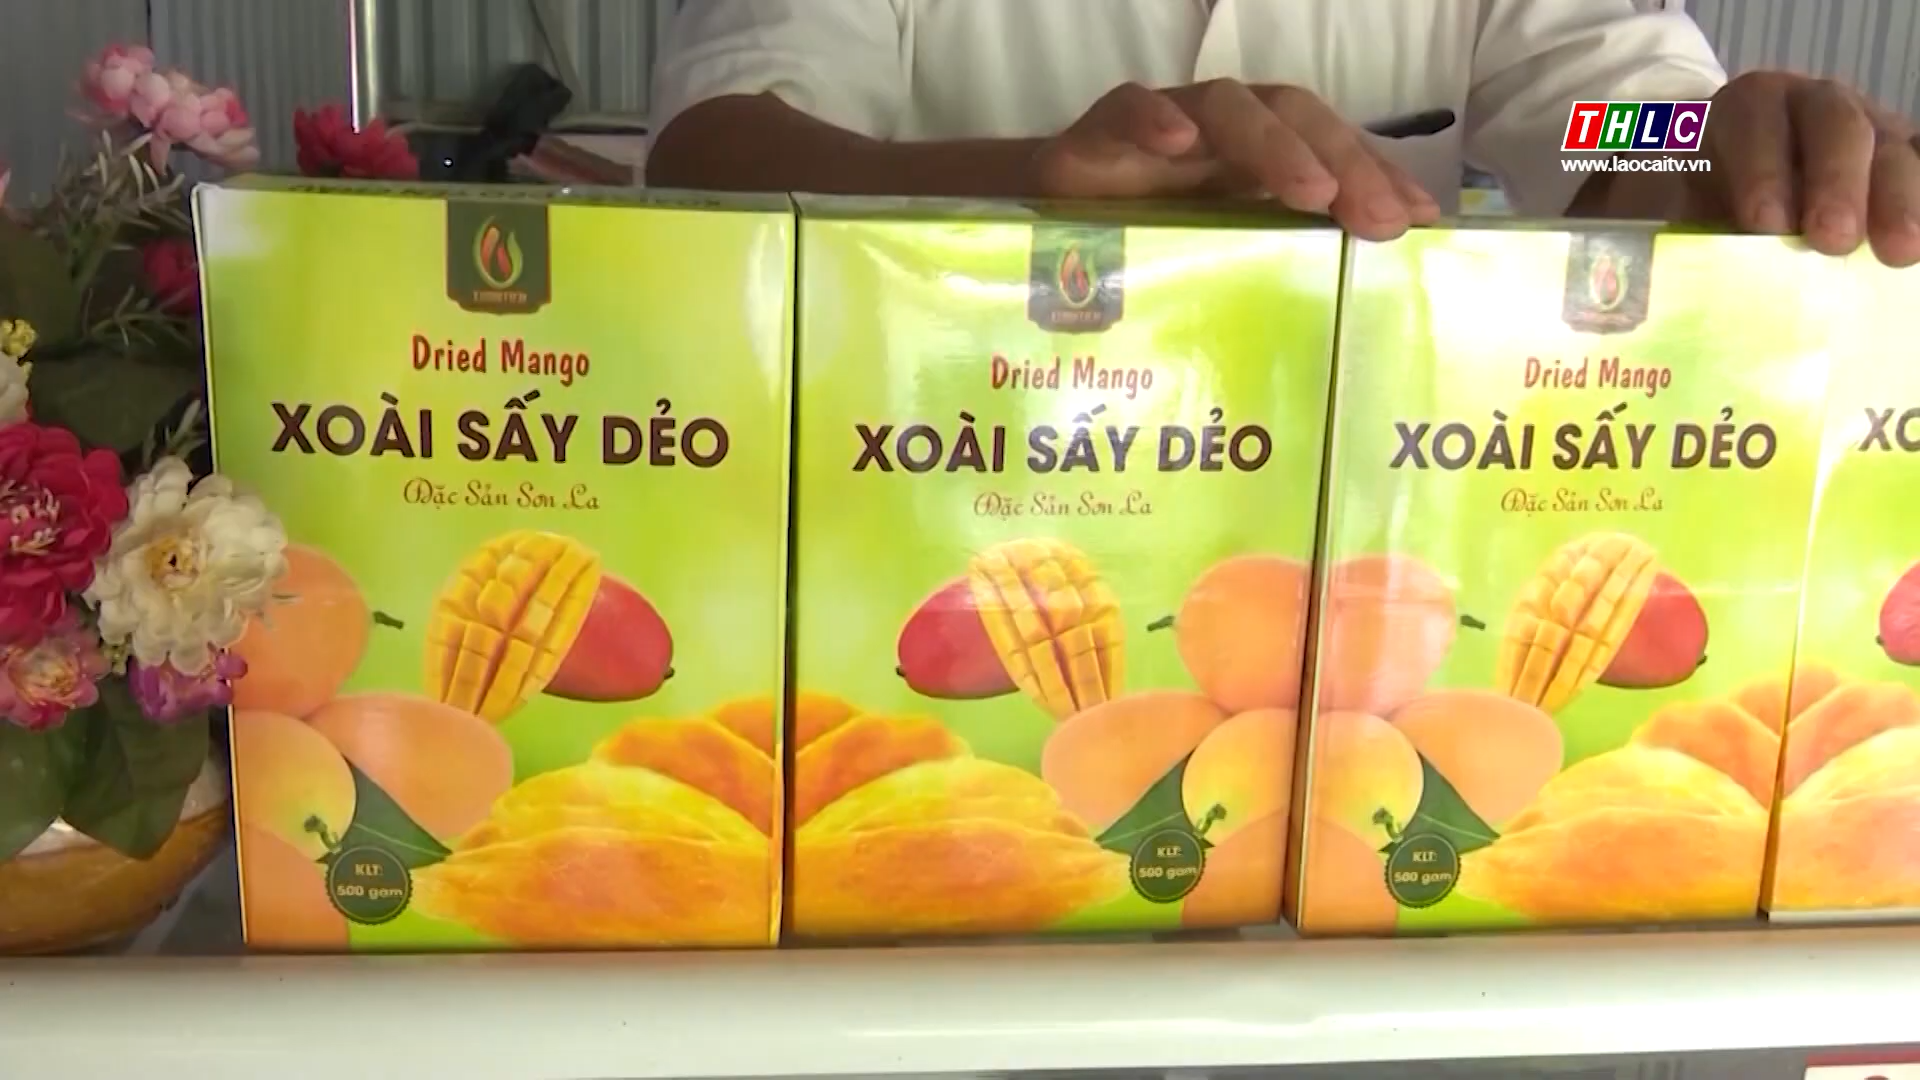 THLC
www.laocaitv.vn
Dried Mango
XOÀI SẤY DẺO
Đặc Sản Sơn La
KLT:
500 gam
Dried Mango
XOÀI SẤY DẺO
Đặc Sản Sơn La
KLT:
500 gam
Dried Mango
XOÀI SẤY DẺO
Đặc Sản Sơn La
KLT:
500 gam
XO